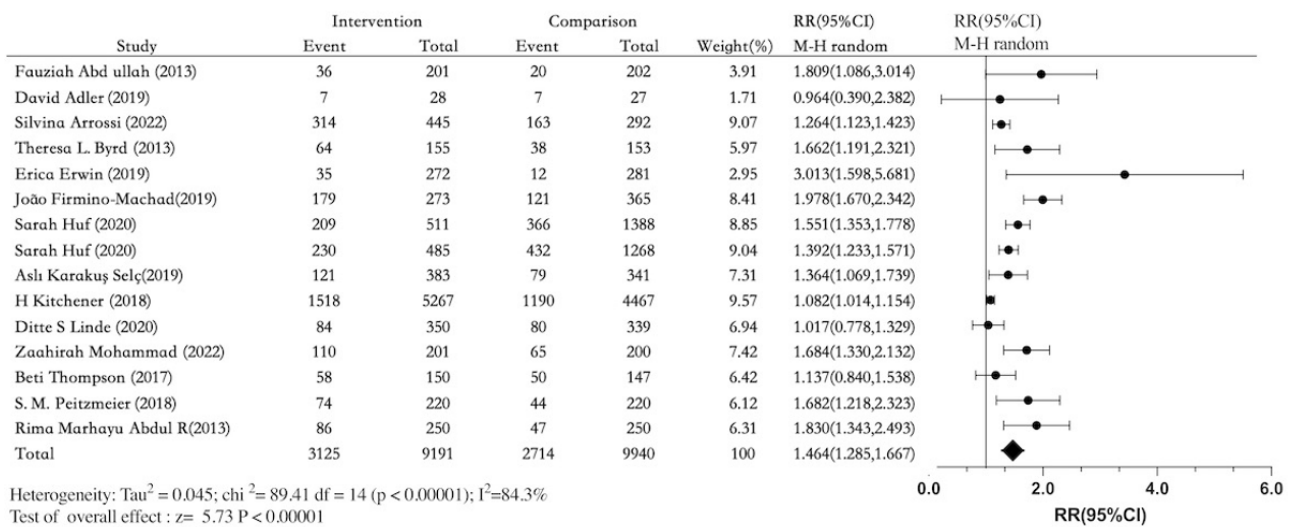 Intervention Comparison RR(95%CI) RR(95%CI)
Study Event Total Event Total Weight(%) M-H random M-H random
Fauziah Abd ullah (2013) 36 201 20 202 3.91 1.809(1.086,3.014)
David Adler (2019) 7 28 7 27 1.71 0.964(0.390,2.382)
Silvina Arrossi (2022) 314 445 163 292 9.07 1.264(1.123,1.423)
Theresa L. Byrd (2013) 64 155 38 153 5.97 1.662(1.191,2.321)
Erica Erwin (2019) 35 272 12 281 2.95 3.013(1.598,5.681)
João Firmino-Machad(2019) 179 273 121 365 8.41 1.978(1.670,2.342)
Sarah Huf (2020) 209 511 366 1388 8.85 1.551(1.353,1.778)
Sarah Huf (2020) 230 485 432 1268 9.04 1.392(1.233,1.571)
Aslı Karakuş Selç(2019) 121 383 79 341 7.31 1.364(1.069,1.739)
H Kitchener (2018) 1518 5267 1190 4467 9.57 1.082(1.014,1.154)
Ditte S Linde (2020) 84 350 80 339 6.94 1.017(0.778,1.329)
Zaahirah Mohammad (2022) 110 201 65 200 7.42 1.684(1.330,2.132)
Beti Thompson (2017) 58 150 50 147 6.42 1.137(0.840,1.538)
S. M. Peitzmeier (2018) 74 220 44 220 6.12 1.682(1.218,2.323)
Rima Marhayu Abdul R(2013) 86 250 47 250 6.31 1.830(1.343,2.493)
Total 3125 9191 2714 9940 100 1.464(1.285,1.667)
0.0 2.0 4.0 6.0
RR(95%CI)
Heterogeneity: Tau² = 0.045; chi ²= 89.41 df = 14 (p < 0.00001); I²=84.3%
Test of overall effect : z= 5.73 P < 0.00001